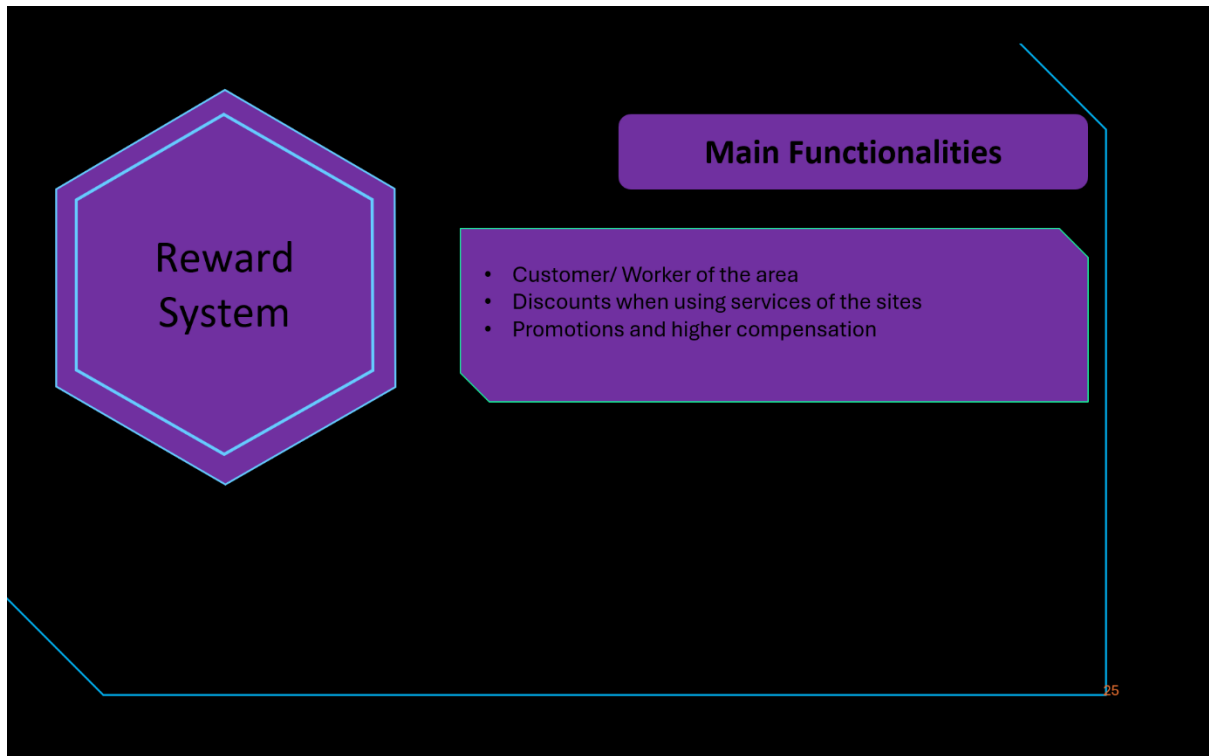 Reward
System
Main Functionalities
• Customer/ Worker of the area
• Discounts when using services of the sites
• Promotions and higher compensation
25